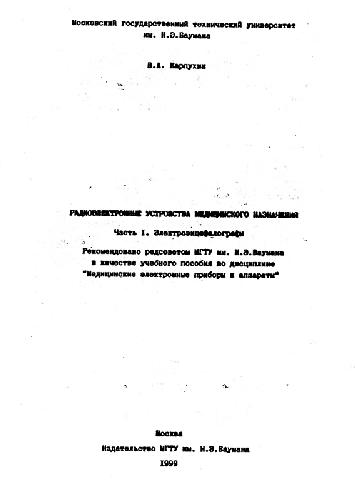 Московский государственный технический университет
им. Н.Э.Баумана
В.А. Карпухин
РАДИОЭЛЕКТРОННЫЕ УСТРОЙСТВА МЕДИЦИНСКОГО НАЗНАЧЕНИЯ
Часть I. Электроэнцефалографы
Рекомендовано редсоветом МГТУ им. Н.Э.Баумана
в качестве учебного пособия по дисциплине
"Медицинские электронные приборы и аппараты"
Москва
Издательство МГТУ им. Н.Э.Баумана
1999